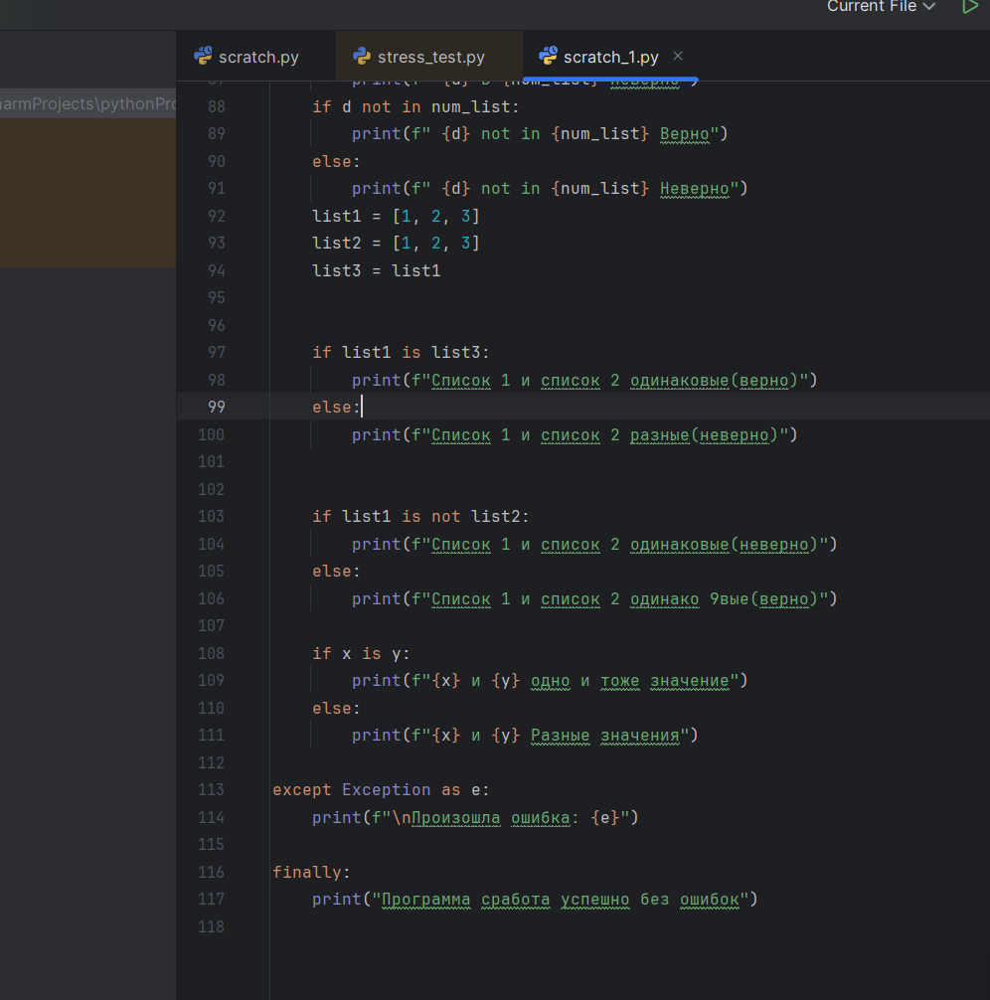 Current File
scratch.py stress_test.py scratch_1.py
armProjects\pythonPro
88 if d not in num_list:
89 print(f" {d} not in {num_list} Верно")
90 else:
91 print(f" {d} not in {num_list} Неверно")
92 list1 = [1, 2, 3]
93 list2 = [1, 2, 3]
94 list3 = list1
95
96
97 if list1 is list3:
98 print(f"Список 1 и список 2 одинаковые(верно)")
99 else:
100 print(f"Список 1 и список 2 разные(неверно)")
101
102
103 if list1 is not list2:
104 print(f"Список 1 и список 2 одинаковые(неверно)")
105 else:
106 print(f"Список 1 и список 2 одинако 9вые(верно)")
107
108 if x is y:
109 print(f"{x} и {y} одно и тоже значение")
110 else:
111 print(f"{x} и {y} Разные значения")
112
113 except Exception as e:
114 print(f"\nПроизошла ошибка: {e}")
115
116 finally:
117 print("Программа сработа успешно без ошибок")
118